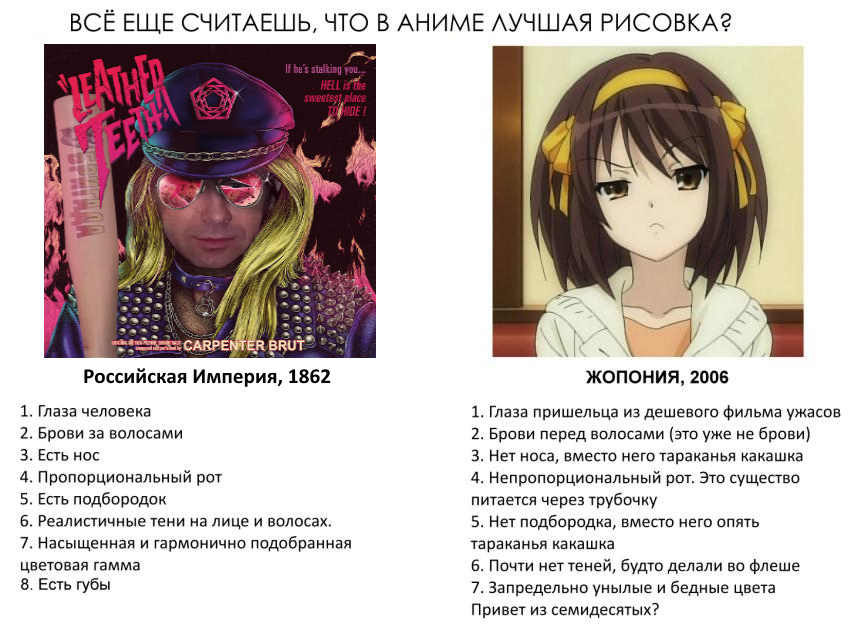 ВСЁ ЕЩЕ СЧИТАЕШЬ, ЧТО В АНИМЕ ЛУЧШАЯ РИСОВКА?
"LEATHER
TEETH"
If he's stalking you...
HELL is the
sweetest place
TO HIDE !
CARPENTER BRUT
Российская Империя, 1862
1. Глаза человека
2. Брови за волосами
3. Есть нос
4. Пропорциональный рот
5. Есть подбородок
6. Реалистичные тени на лице и волосах.
7. Насыщенная и гармонично подобранная
цветовая гамма
8. Есть губы
ЖОПОНИЯ, 2006
1. Глаза пришельца из дешевого фильма ужасов
2. Брови перед волосами (это уже не брови)
3. Нет носа, вместо него тараканья какашка
4. Непропорциональный рот. Это существо
питается через трубочку
5. Нет подбородка, вместо него опять
тараканья какашка
6. Почти нет теней, будто делали во флеше
7. Запредельно унылые и бедные цвета
Привет из семидесятых?